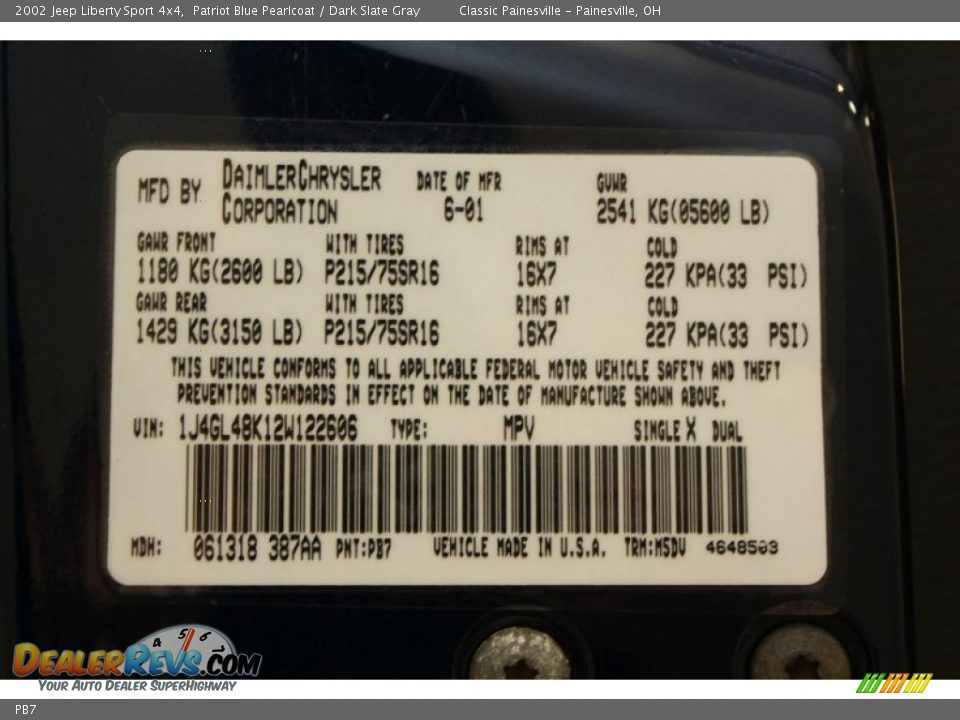 2002 Jeep Liberty Sport 4x4, Patriot Blue Pearlcoat / Dark Slate Gray Classic Painesville - Painesville, OH
MFD BY DAIMLERCHRYSLER CORPORATION DATE OF MFR 6-01 GVWR 2541 KG(05600 LB)
GAWR FRONT WITH TIRES RIMS AT COLD
1180 KG(2600 LB) P215/75SR16 16X7 227 KPA(33 PSI)
GAWR REAR WITH TIRES RIMS AT COLD
1429 KG(3150 LB) P215/75SR16 16X7 227 KPA(33 PSI)
THIS VEHICLE CONFORMS TO ALL APPLICABLE FEDERAL MOTOR VEHICLE SAFETY AND THEFT
PREVENTION STANDARDS IN EFFECT ON THE DATE OF MANUFACTURE SHOWN ABOVE.
VIN: 1J4GL48K12W122606 TYPE: MPV SINGLE X DUAL
MDH: 061318 387AA PNT:PB7 VEHICLE MADE IN U.S.A. TRM:M5DV 4648503
4 5 6
DEALERREVS.COM
YOUR AUTO DEALER SUPERHIGHWAY
PB7